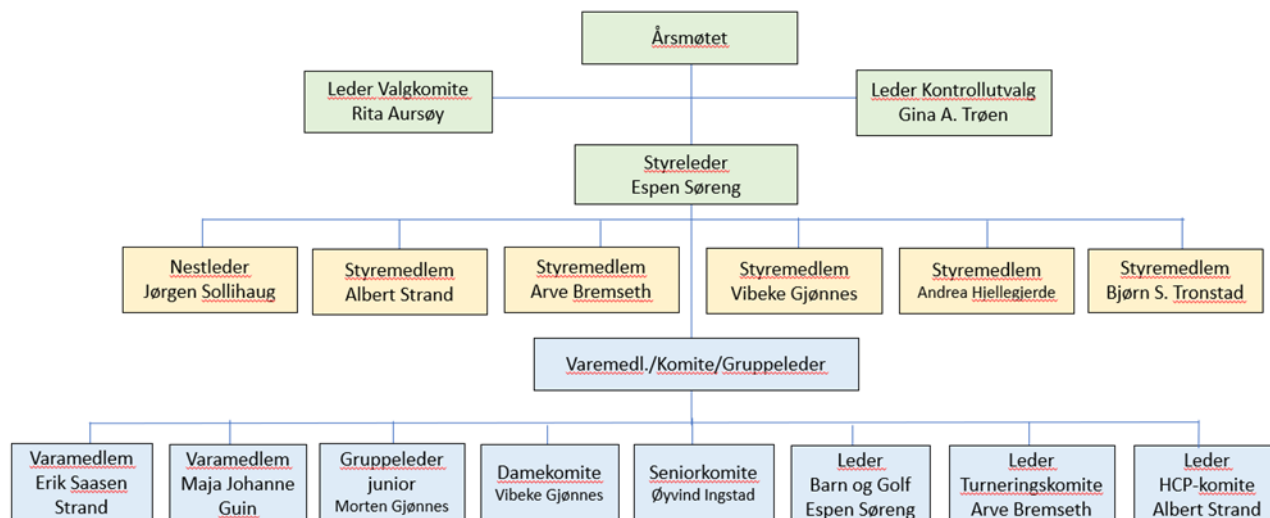 Årsmøtet
Leder Valgkomite
Rita Aursøy
Leder Kontrollutvalg
Gina A. Trøen
Styreleder
Espen Søreng
Nestleder
Jørgen Sollihaug
Styremedlem
Albert Strand
Styremedlem
Arve Bremseth
Styremedlem
Vibeke Gjønnes
Styremedlem
Andrea Hjellegjerde
Styremedlem
Bjørn S. Tronstad
Varemedl./Komite/Gruppeleder
Varamedlem
Erik Saasen
Strand
Varamedlem
Maja Johanne
Guin
Gruppeleder
junior
Morten Gjønnes
Damekomite
Vibeke Gjønnes
Seniorkomite
Øyvind Ingstad
Leder
Barn og Golf
Espen Søreng
Leder
Turneringskomite
Arve Bremseth
Leder
HCP-komite
Albert Strand